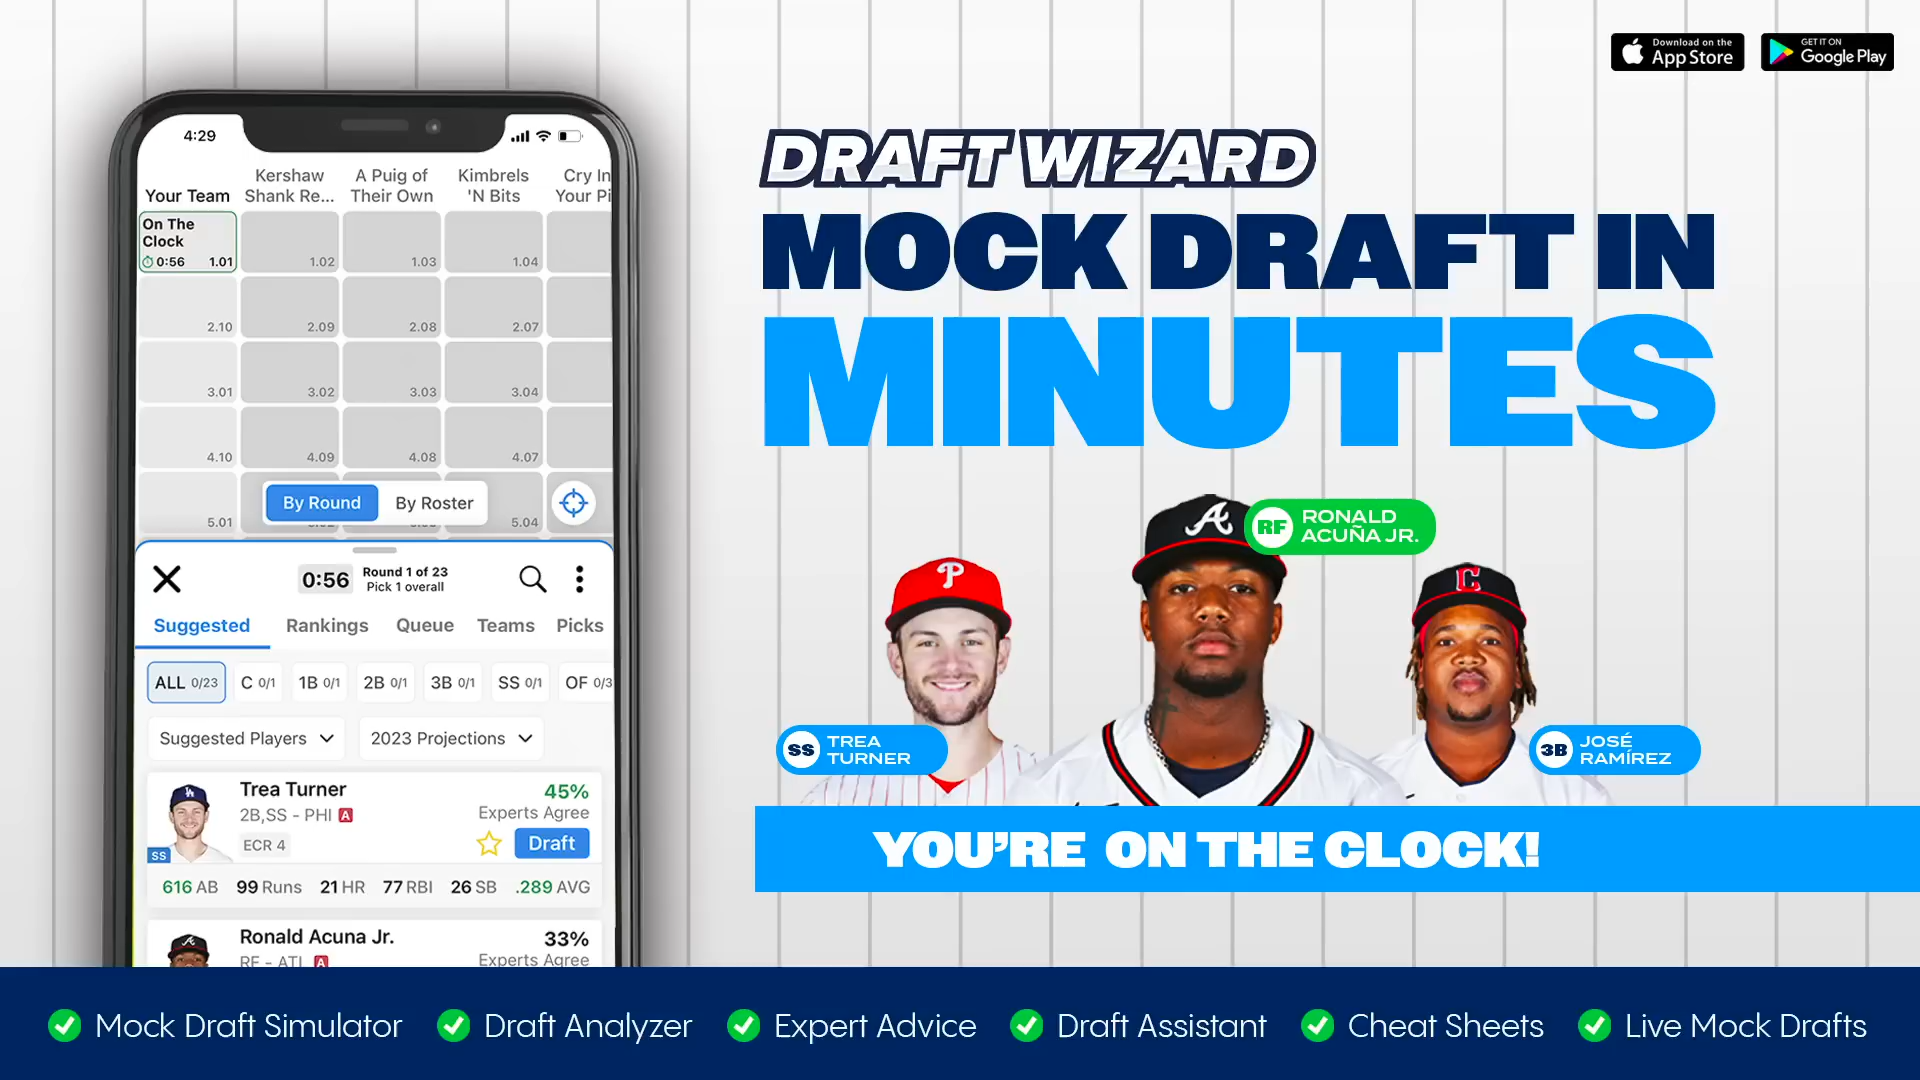 Download on the
App Store
GET IT ON
Google Play
DRAFT WIZARD
MOCK DRAFT IN
MINUTES
RF
RONALD
ACUÑA JR.
P
A
C
SS
TREA
TURNER
3B
JOSÉ
RAMÍREZ
YOU'RE ON THE CLOCK!
4:29
Your Team
Kershaw
Shank Re...
A Puig of
Their Own
Kimbrels
'N Bits
Cry In
Your Pi
On The
Clock
0:56 1.01
1.02 1.03 1.04
2.10 2.09 2.08 2.07
3.01 3.02 3.03 3.04
4.10 4.09 4.08 4.07
5.01 5.04
By Round By Roster
0:56
Round 1 of 23
Pick 1 overall
Suggested Rankings Queue Teams Picks
ALL 0/23 C 0/1 1B 0/1 2B 0/1 3B 0/1 SS 0/1 OF 0/3
Suggested Players 2023 Projections
LA
SS
Trea Turner 45%
2B,SS - PHI A Experts Agree
ECR 4 Draft
616 AB 99 Runs 21 HR 77 RBI 26 SB .289 AVG
A
Ronald Acuna Jr. 33%
RF - ATL A Experts Agree
Mock Draft Simulator Draft Analyzer Expert Advice Draft Assistant Cheat Sheets Live Mock Drafts